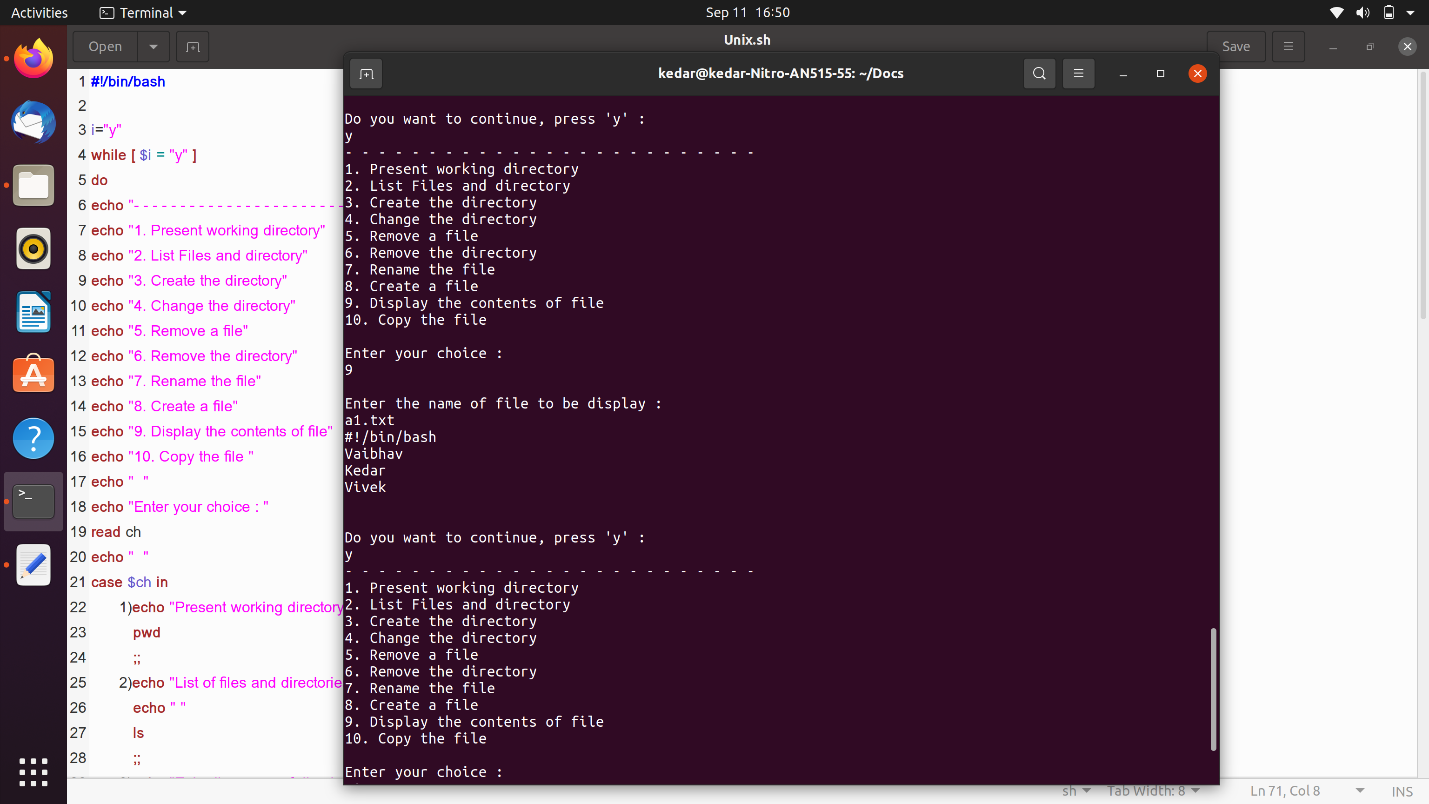 Activities Terminal Sep 11 16:50
Open Unix.sh Save
1 #!/bin/bash
2
3 i="y"
4 while [ $i = "y" ]
5 do
6 echo "- - - - - - - - - - - - - - - - - - - - - - -
7 echo "1. Present working directory"
8 echo "2. List Files and directory"
9 echo "3. Create the directory"
10 echo "4. Change the directory"
11 echo "5. Remove a file"
12 echo "6. Remove the directory"
13 echo "7. Rename the file"
14 echo "8. Create a file"
15 echo "9. Display the contents of file"
16 echo "10. Copy the file "
17 echo "  "
18 echo "Enter your choice : "
19 read ch
20 echo "  "
21 case $ch in
22 1)echo "Present working directory
23 pwd
24 ;;
25 2)echo "List of files and directorie
26 echo " "
27 ls
28 ;;
kedar@kedar-Nitro-AN515-55: ~/Docs
Do you want to continue, press 'y' :
y
- - - - - - - - - - - - - - - - - - - - - - - - -
1. Present working directory
2. List Files and directory
3. Create the directory
4. Change the directory
5. Remove a file
6. Remove the directory
7. Rename the file
8. Create a file
9. Display the contents of file
10. Copy the file
Enter your choice :
9
Enter the name of file to be display :
a1.txt
#!/bin/bash
Vaibhav
Kedar
Vivek
Do you want to continue, press 'y' :
y
- - - - - - - - - - - - - - - - - - - - - - - - -
1. Present working directory
2. List Files and directory
3. Create the directory
4. Change the directory
5. Remove a file
6. Remove the directory
7. Rename the file
8. Create a file
9. Display the contents of file
10. Copy the file
Enter your choice :
sh Tab Width: 8 Ln 71, Col 8 INS